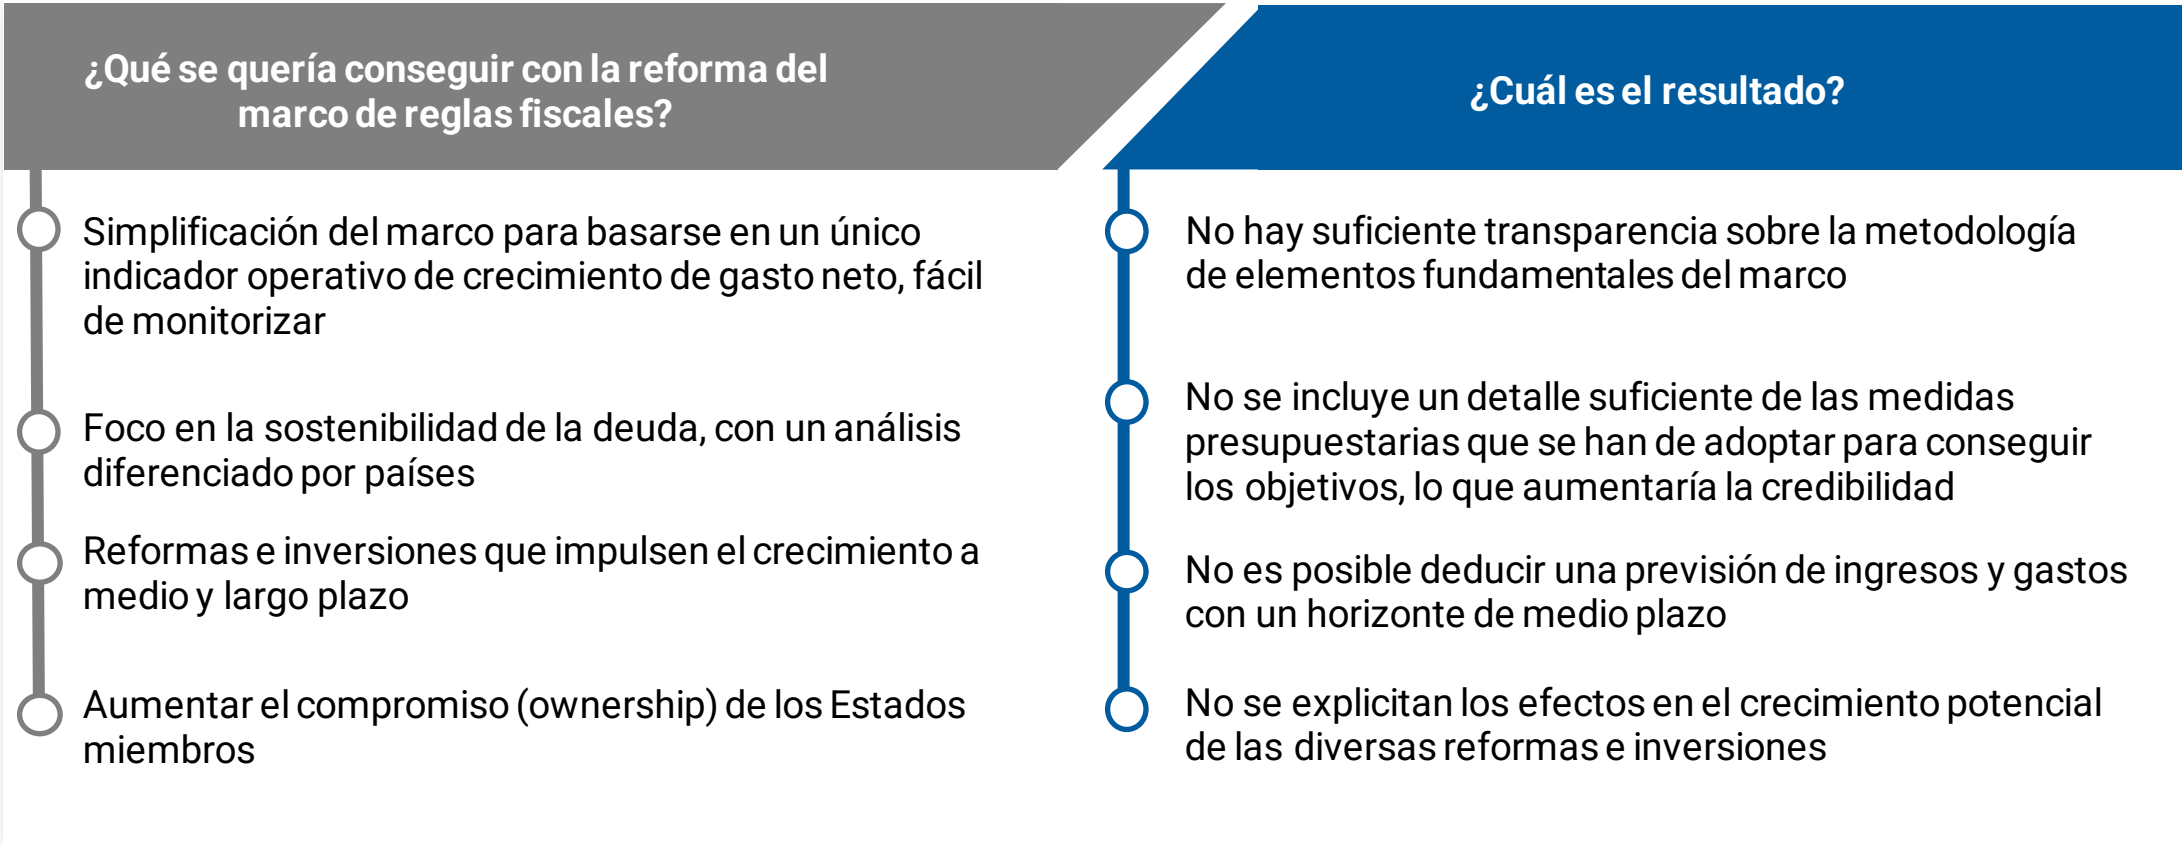 ¿Qué se quería conseguir con la reforma del
marco de reglas fiscales?
Simplificación del marco para basarse en un único
indicador operativo de crecimiento de gasto neto, fácil
de monitorizar
Foco en la sostenibilidad de la deuda, con un análisis
diferenciado por países
Reformas e inversiones que impulsen el crecimiento a
medio y largo plazo
Aumentar el compromiso (ownership) de los Estados
miembros
¿Cuál es el resultado?
No hay suficiente transparencia sobre la metodología
de elementos fundamentales del marco
No se incluye un detalle suficiente de las medidas
presupuestarias que se han de adoptar para conseguir
los objetivos, lo que aumentaría la credibilidad
No es posible deducir una previsión de ingresos y gastos
con un horizonte de medio plazo
No se explicitan los efectos en el crecimiento potencial
de las diversas reformas e inversiones